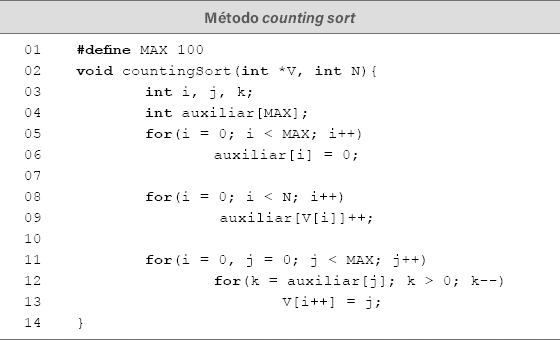 Método counting sort
01 #define MAX 100
02 void countingSort(int *V, int N){
03 int i, j, k;
04 int auxiliar[MAX];
05 for(i = 0; i < MAX; i++)
06 auxiliar[i] = 0;
07
08 for(i = 0; i < N; i++)
09 auxiliar[V[i]]++;
10
11 for(i = 0, j = 0; j < MAX; j++)
12 for(k = auxiliar[j]; k > 0; k--)
13 V[i++] = j;
14 }